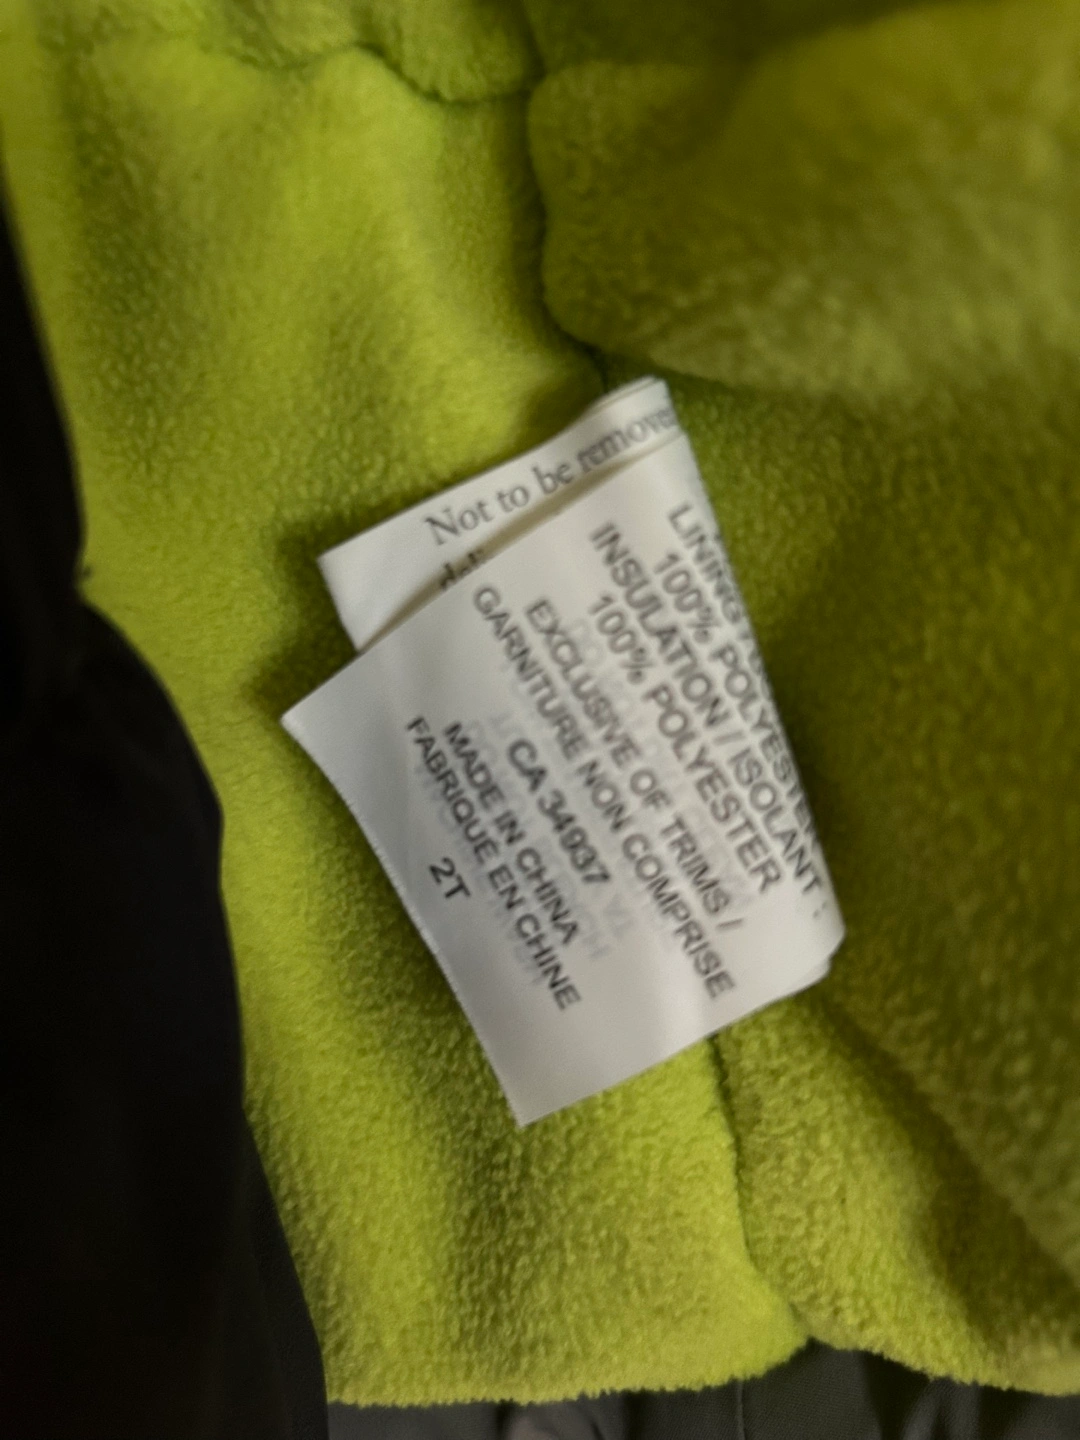 Not to be remove
LINING
100% POLYESTER
INSULATION / ISOLANT :
100% POLYESTER
EXCLUSIVE OF TRIMS /
GARNITURE NON COMPRISE
CA 34937
MADE IN CHINA
FABRIQUÉ EN CHINE
2T